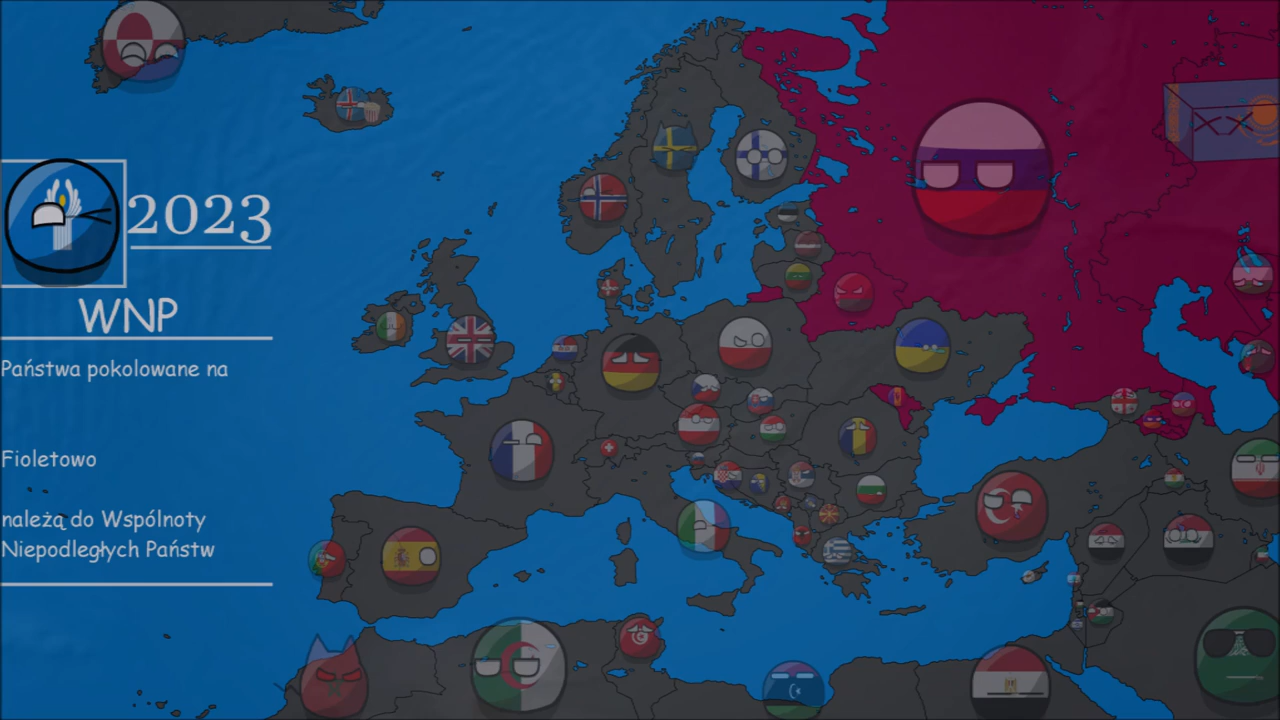 2023
WNP
Państwa pokolowane na
Fioletowo
należą do Wspólnoty
Niepodległych Państw